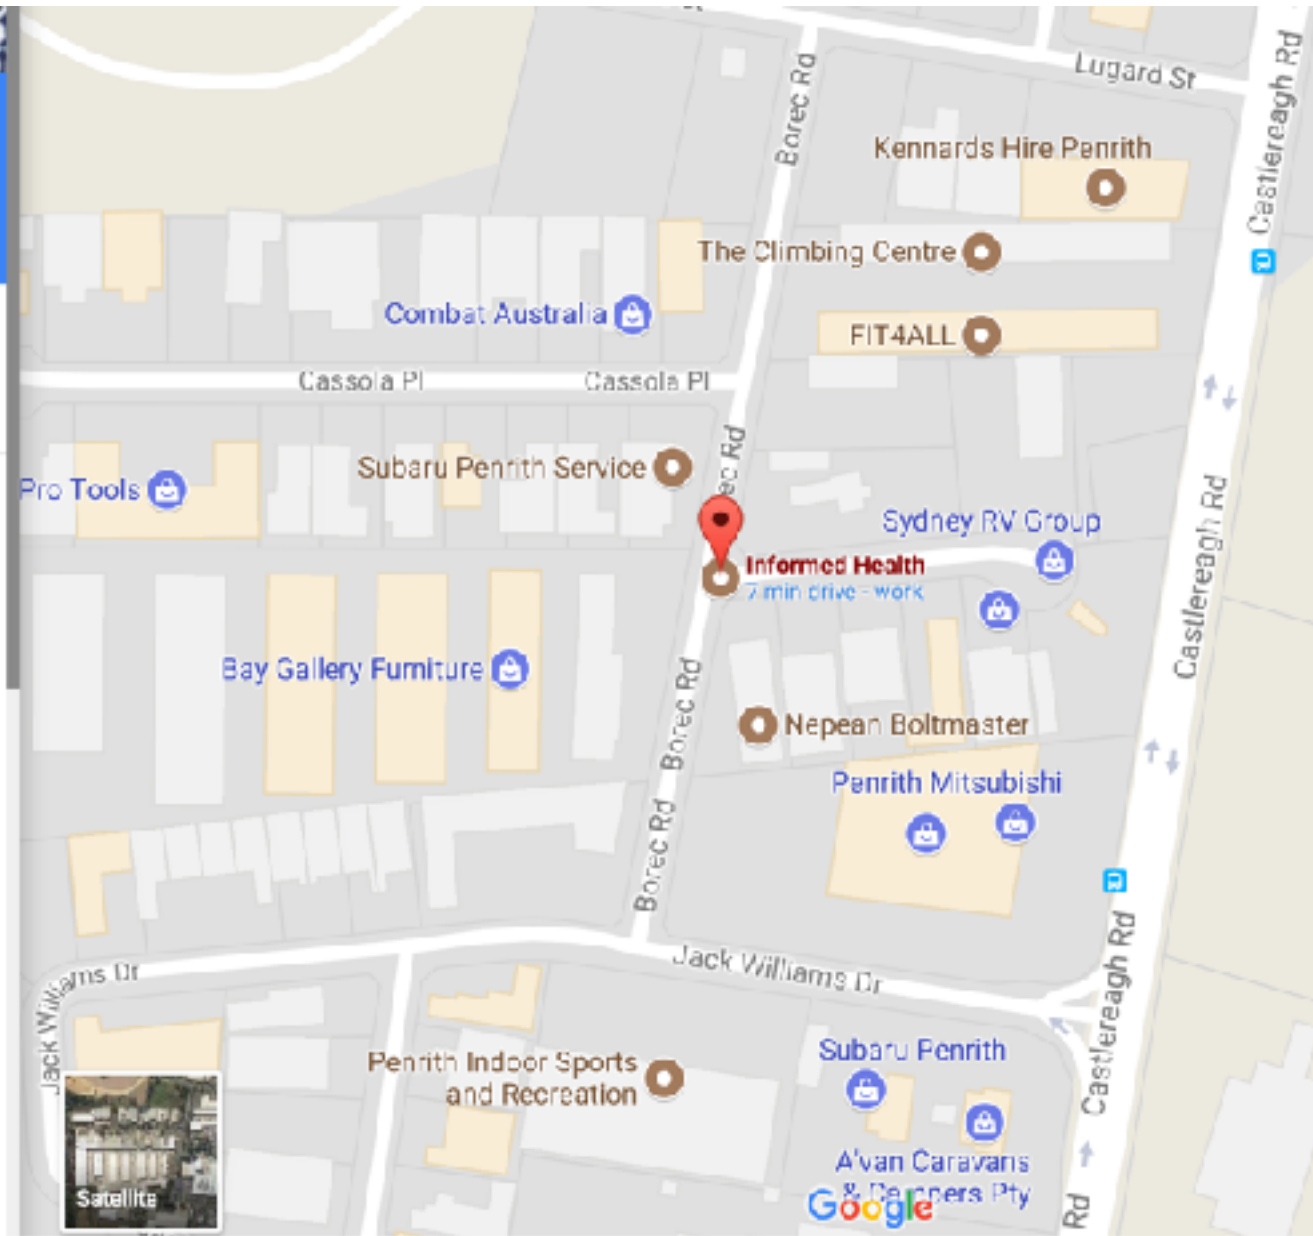 Lugard St
Castlereagh Rd
Borec Rd
Kennards Hire Penrith
The Climbing Centre
Combat Australia
FIT4ALL
Cassola Pl
Cassola Pl
Subaru Penrith Service
ec Rd
Pro Tools
Castlereagh Rd
Sydney RV Group
Informed Health
7 min drive - work
Bay Gallery Furniture
Borec Rd
Nepean Boltmaster
Penrith Mitsubishi
Borec Rd
Jack Williams Dr
Jack Williams Dr
Castlereagh Rd
Subaru Penrith
Penrith Indoor Sports
and Recreation
A'van Caravans
& Campers Pty
Satellite
Google
Rd